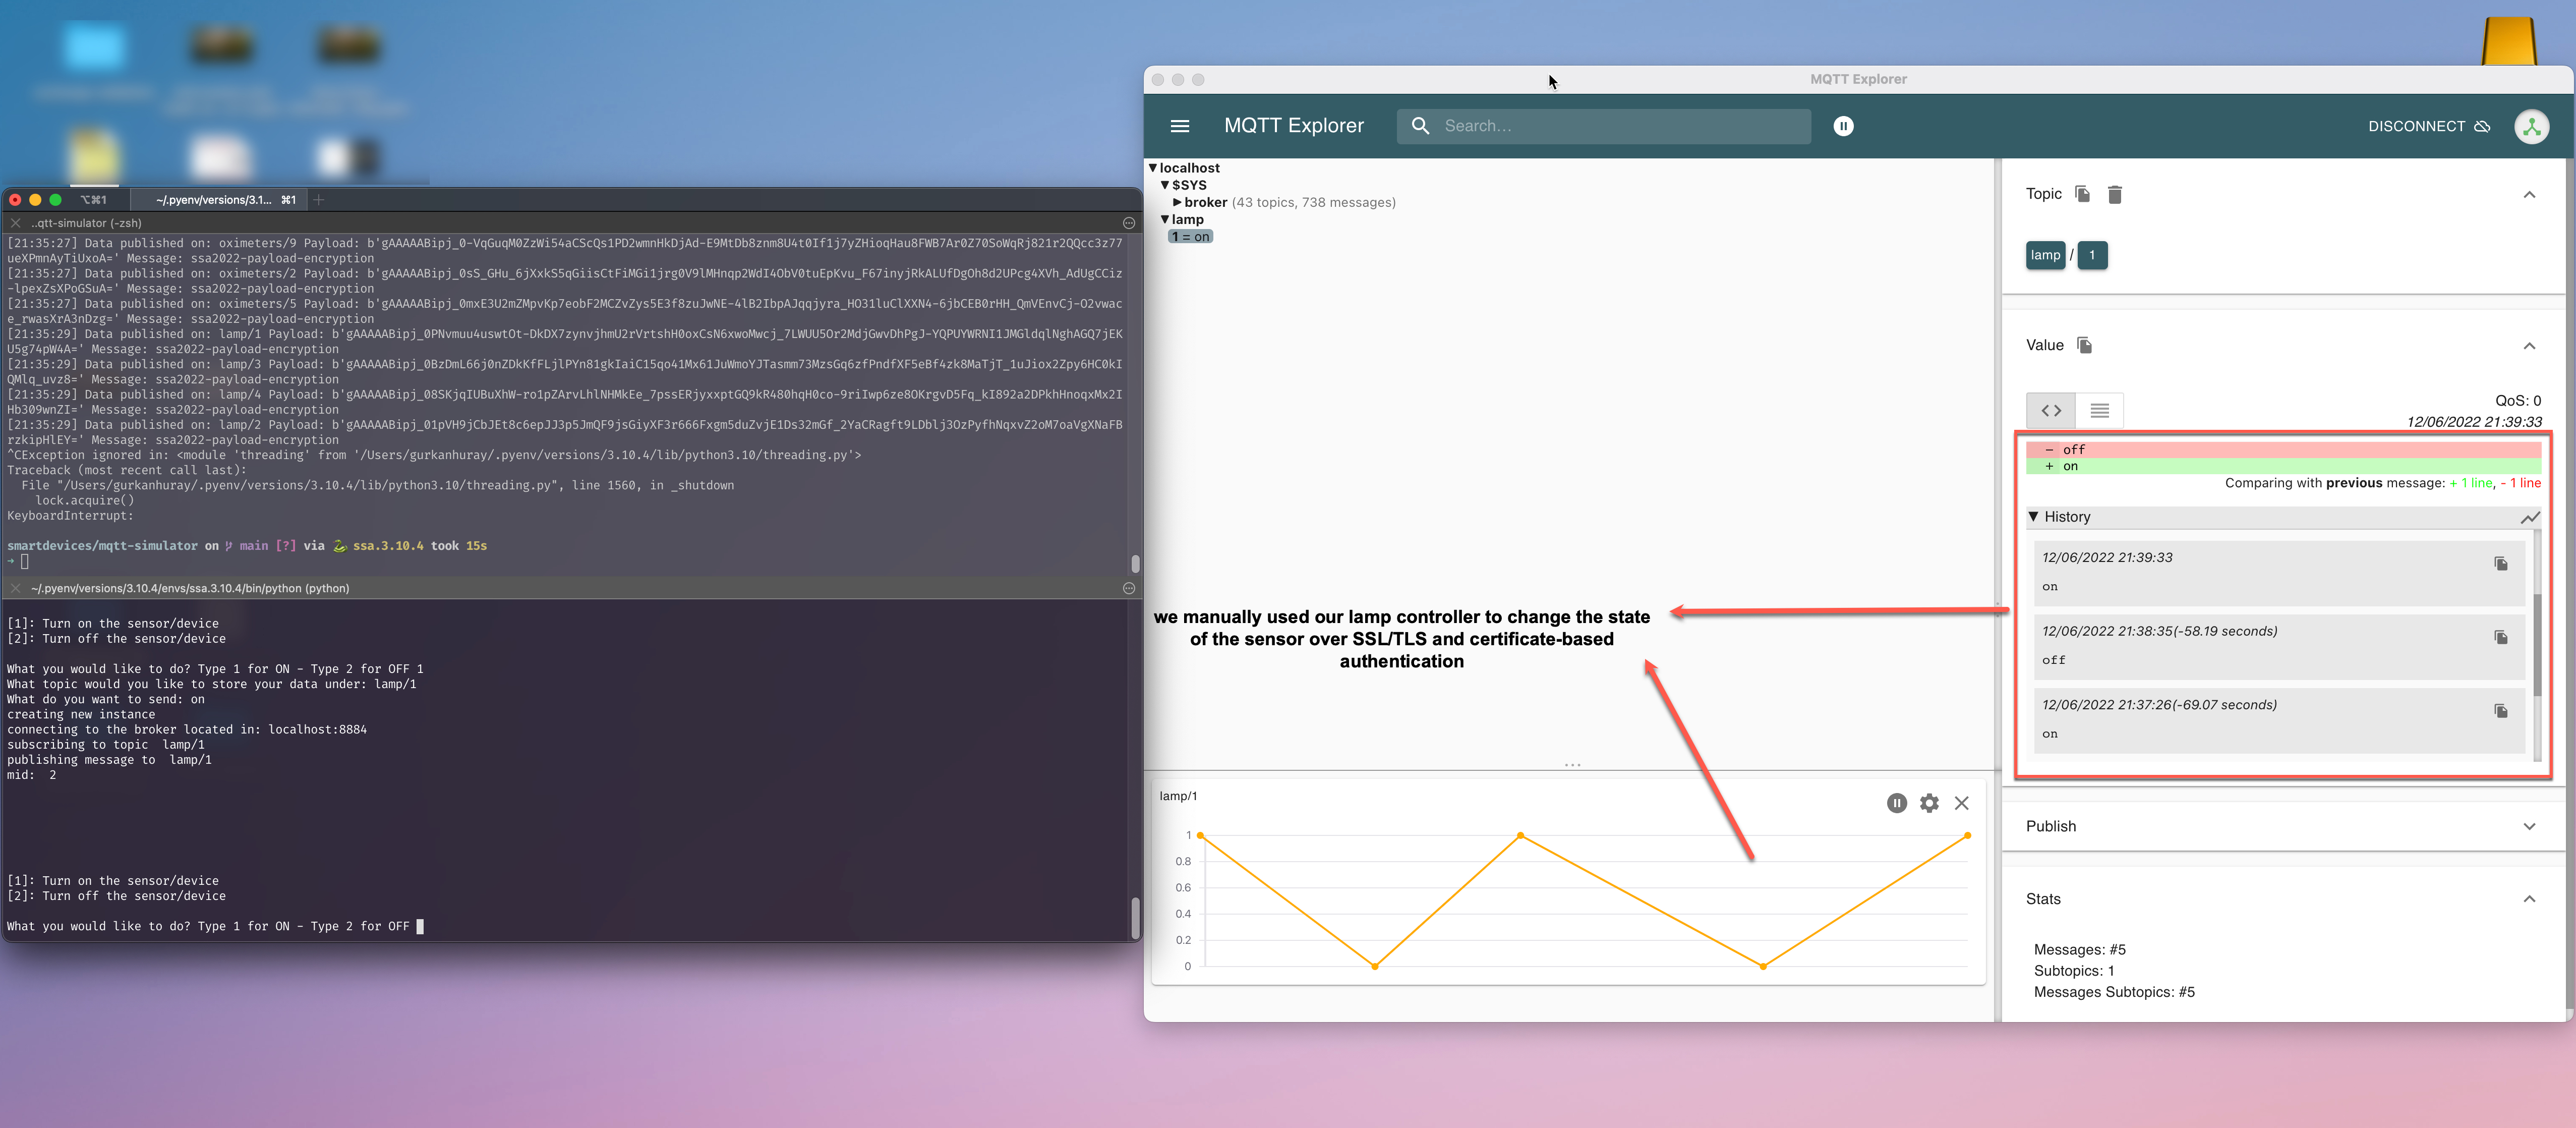 ⌥⌘1
~/.pyenv/versions/3.1... ⌘1
..qtt-simulator (-zsh)
[21:35:27] Data published on: oximeters/9 Payload: b'gAAAAABipj_0-VqGuqM0ZzWi54aCScQs1PD2wmnHkDjAd-E9MtDb8znm8U4t0If1j7yZHioqHau8FWB7Ar0Z70SoWqRj821r2QQcc3z77
ueXPmnAyTiUxoA=' Message: ssa2022-payload-encryption
[21:35:27] Data published on: oximeters/2 Payload: b'gAAAAABipj_0sS_GHu_6jXxkS5qGiisCtFiMGi1jrg0V9lMHnqp2WdI4ObV0tuEpKvu_F67inyjRkALUfDgOh8d2UPcg4XVh_AdUgCCiz
-lpexZsXPoGSuA=' Message: ssa2022-payload-encryption
[21:35:27] Data published on: oximeters/5 Payload: b'gAAAAABipj_0mxE3U2mZMpvKp7eobF2MCZvZys5E3f8zuJwNE-4lB2IbpAJqqjyra_HO31luClXXN4-6jbCEB0rHH_QmVEnvCj-O2vwac
e_rwasXrA3nDzg=' Message: ssa2022-payload-encryption
[21:35:29] Data published on: lamp/1 Payload: b'gAAAAABipj_0PNvmuu4uswtOt-DkDX7zynvjhmU2rVrtshH0oxCsN6xwoMwcj_7LWUU5Or2MdjGwvDhPgJ-YQPUYWRNI1JMGldqlNghAGQ7jEK
U5g74pW4A=' Message: ssa2022-payload-encryption
[21:35:29] Data published on: lamp/3 Payload: b'gAAAAABipj_0BzDmL66j0nZDkKfFLjlPYn81gkIaiC15qo41Mx61JuWmoYJTasmm73MzsGq6zfPndfXF5eBf4zk8MaTjT_1uJiox2Zpy6HC0kI
QMlq_uvz8=' Message: ssa2022-payload-encryption
[21:35:29] Data published on: lamp/4 Payload: b'gAAAAABipj_08SKjqIUBuXhW-ro1pZArvLhlNHMkEe_7pssERjyxxptGQ9kR480hqH0co-9riIwp6ze8OKrgvD5Fq_kI892a2DPkhHnoqxMx2I
Hb309wnZI=' Message: ssa2022-payload-encryption
[21:35:29] Data published on: lamp/2 Payload: b'gAAAAABipj_01pVH9jCbJEt8c6epJJ3p5JmQF9jsGiyXF3r666Fxgm5duZvjE1Ds32mGf_2YaCRagft9LDblj3OzPyfhNqxvZ2oM7oaVgXNaFB
rzkipHlEY=' Message: ssa2022-payload-encryption
^CException ignored in: <module 'threading' from '/Users/gurkanhuray/.pyenv/versions/3.10.4/lib/python3.10/threading.py'>
Traceback (most recent call last):
File "/Users/gurkanhuray/.pyenv/versions/3.10.4/lib/python3.10/threading.py", line 1560, in _shutdown
lock.acquire()
KeyboardInterrupt:
smartdevices/mqtt-simulator on main [?] via ssa.3.10.4 took 15s
~/.pyenv/versions/3.10.4/envs/ssa.3.10.4/bin/python (python)
[1]: Turn on the sensor/device
[2]: Turn off the sensor/device
What you would like to do? Type 1 for ON - Type 2 for OFF 1
What topic would you like to store your data under: lamp/1
What do you want to send: on
creating new instance
connecting to the broker located in: localhost:8884
subscribing to topic lamp/1
publishing message to lamp/1
mid: 2
[1]: Turn on the sensor/device
[2]: Turn off the sensor/device
What you would like to do? Type 1 for ON - Type 2 for OFF
MQTT Explorer
MQTT Explorer
Search...
DISCONNECT
localhost
$SYS
broker (43 topics, 738 messages)
lamp
1 = on
we manually used our lamp controller to change the state
of the sensor over SSL/TLS and certificate-based
authentication
lamp/1
1
0.8
0.6
0.4
0.2
0
Topic
lamp / 1
Value
QoS: 0
12/06/2022 21:39:33
- off
+ on
Comparing with previous message: + 1 line, - 1 line
History
12/06/2022 21:39:33
on
12/06/2022 21:38:35(-58.19 seconds)
off
12/06/2022 21:37:26(-69.07 seconds)
on
Publish
Stats
Messages: #5
Subtopics: 1
Messages Subtopics: #5